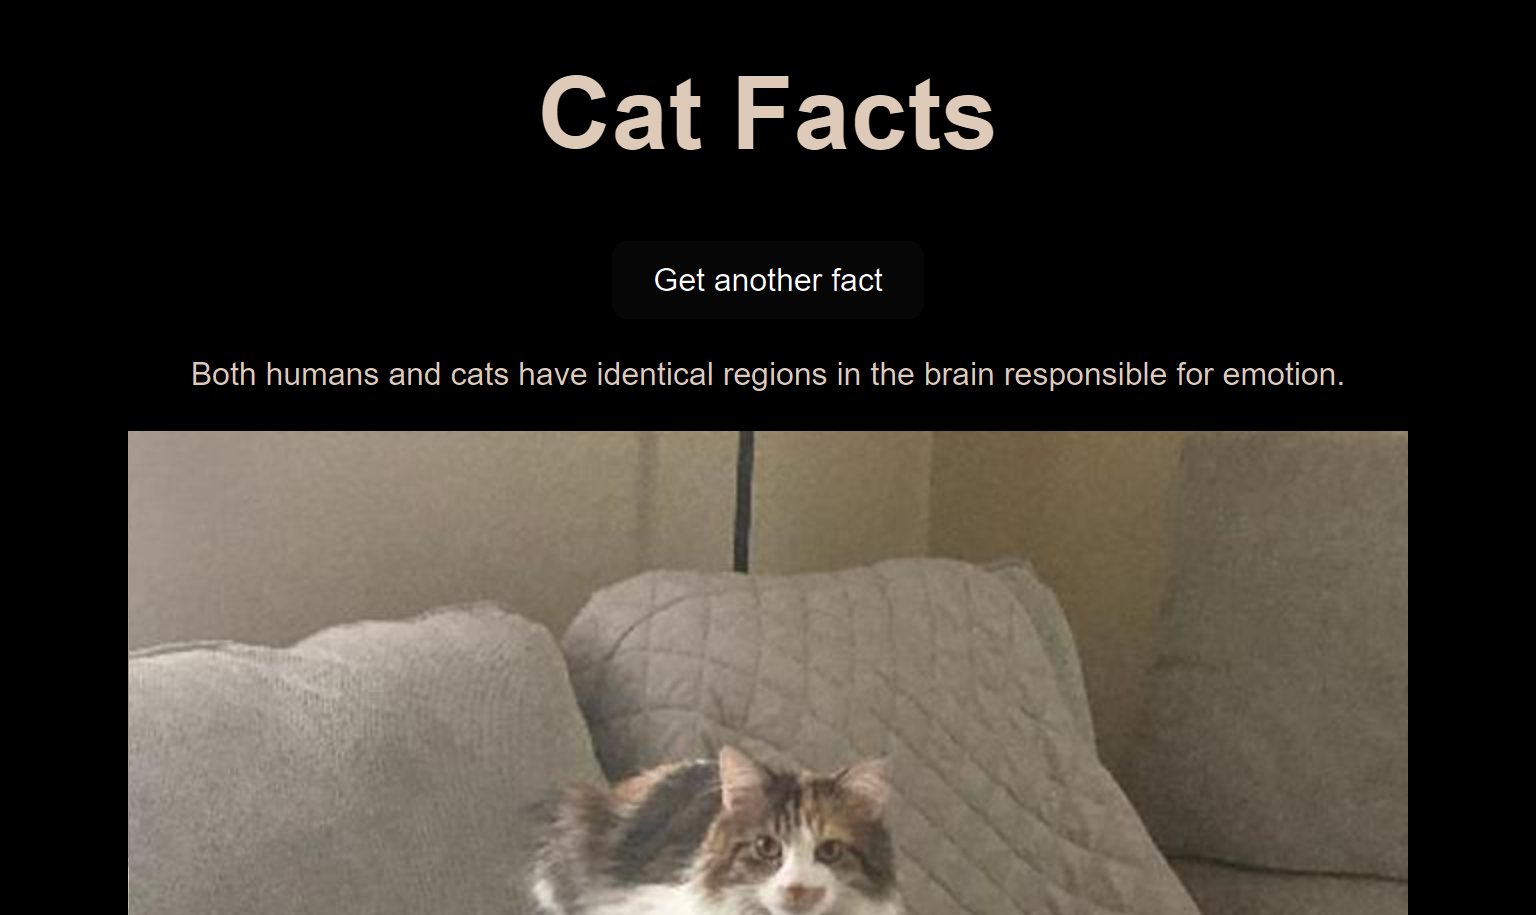 Cat Facts
Get another fact
Both humans and cats have identical regions in the brain responsible for emotion.